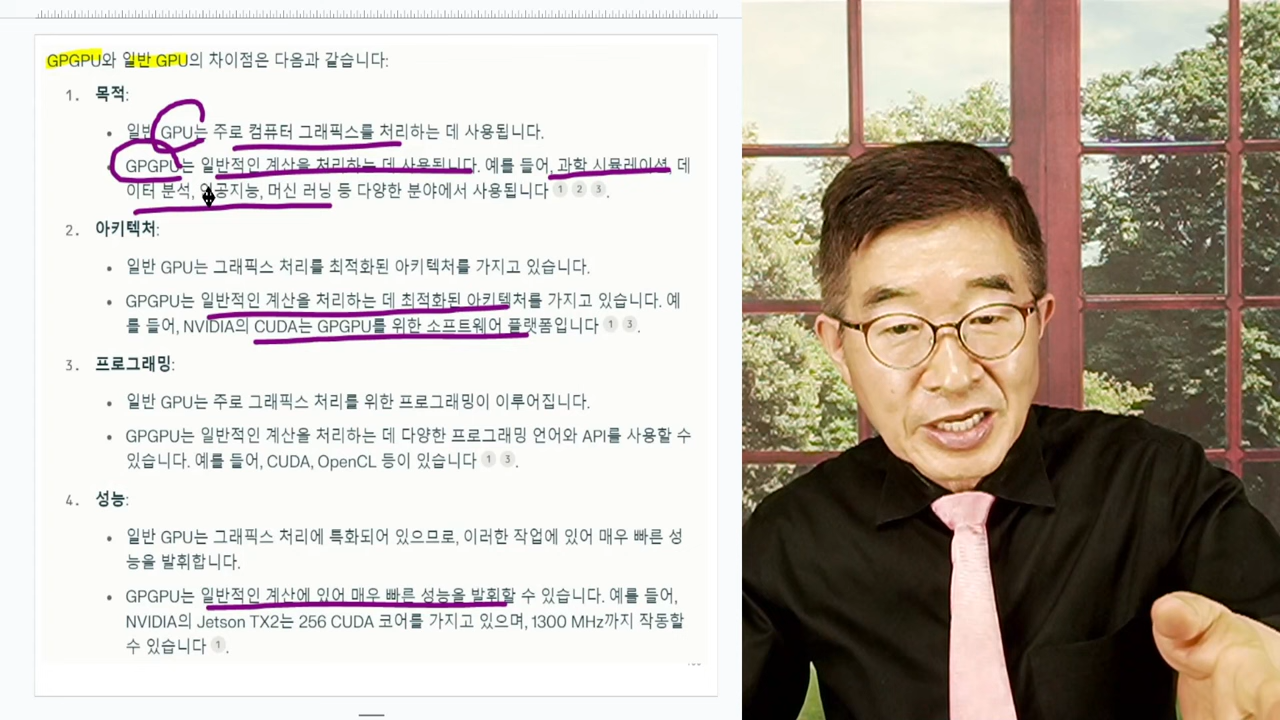 GPGPU와 일반 GPU의 차이점은 다음과 같습니다:
1. 목적:
• 일반 GPU는 주로 컴퓨터 그래픽스를 처리하는 데 사용됩니다.
• GPGPU는 일반적인 계산을 처리하는 데 사용됩니다. 예를 들어, 과학 시뮬레이션, 데
이터 분석, 인공지능, 머신 러닝 등 다양한 분야에서 사용됩니다 1 2 3 .
2. 아키텍처:
• 일반 GPU는 그래픽스 처리를 최적화된 아키텍처를 가지고 있습니다.
• GPGPU는 일반적인 계산을 처리하는 데 최적화된 아키텍처를 가지고 있습니다. 예
를 들어, NVIDIA의 CUDA는 GPGPU를 위한 소프트웨어 플랫폼입니다 1 3 .
3. 프로그래밍:
• 일반 GPU는 주로 그래픽스 처리를 위한 프로그래밍이 이루어집니다.
• GPGPU는 일반적인 계산을 처리하는 데 다양한 프로그래밍 언어와 API를 사용할 수
있습니다. 예를 들어, CUDA, OpenCL 등이 있습니다 1 3 .
4. 성능:
• 일반 GPU는 그래픽스 처리에 특화되어 있으므로, 이러한 작업에 있어 매우 빠른 성
능을 발휘합니다.
• GPGPU는 일반적인 계산에 있어 매우 빠른 성능을 발휘할 수 있습니다. 예를 들어,
NVIDIA의 Jetson TX2는 256 CUDA 코어를 가지고 있으며, 1300 MHz까지 작동할
수 있습니다 1 .